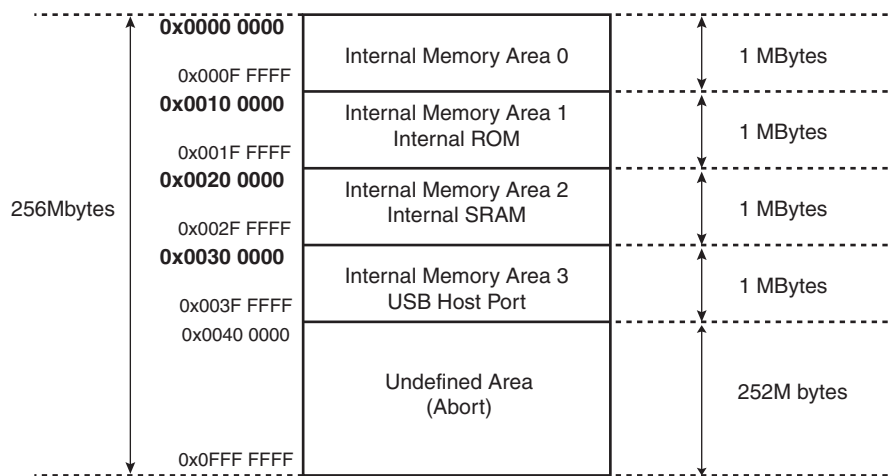 0x0000 0000
Internal Memory Area 0
1 MBytes
0x000F FFFF
0x0010 0000
Internal Memory Area 1
Internal ROM
1 MBytes
0x001F FFFF
0x0020 0000
256Mbytes
Internal Memory Area 2
Internal SRAM
1 MBytes
0x002F FFFF
0x0030 0000
Internal Memory Area 3
USB Host Port
1 MBytes
0x003F FFFF
0x0040 0000
Undefined Area
(Abort)
252M bytes
0x0FFF FFFF